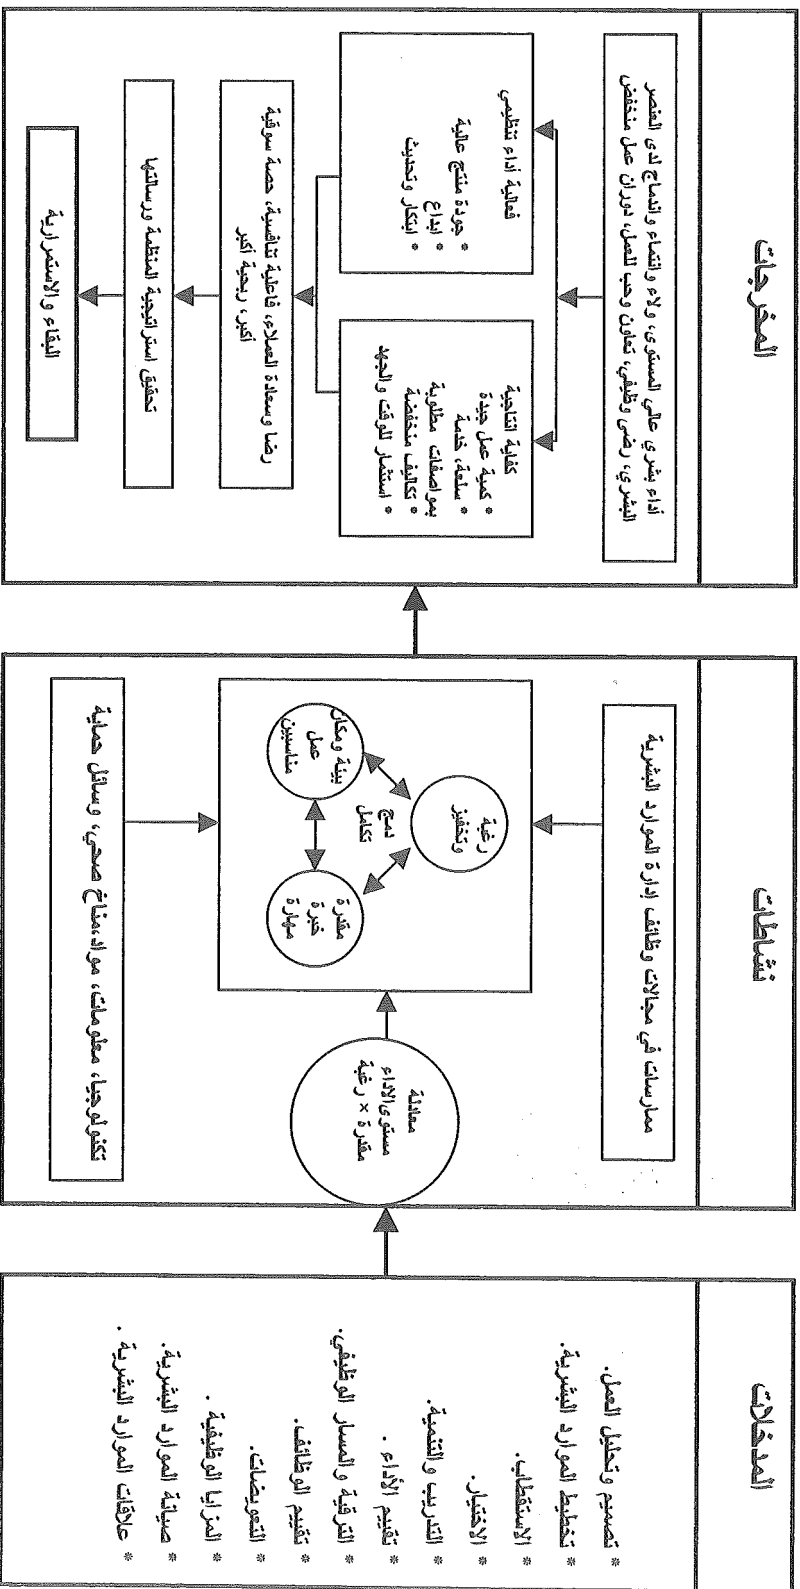 المدخلات
* تصميم وتحليل العمل.
* تخطيط الموارد البشرية.
* الاستقطاب.
* الاختيار.
* التدريب والتنمية.
* تقييم الأداء.
* الترقية والمسار الوظيفي.
* تقييم الوظائف.
* التعويضات.
* المزايا الوظيفية.
* صيانة الموارد البشرية.
* علاقات الموارد البشرية.
نشاطات
ممارسات في مجالات وظائف إدارة الموارد البشرية
معادلة
مستوى الاداء
مقدرة × رغبة
رغبة
وتحفيز
دمج
تكامل
مقدرة
خبرة
مهارة
بيئة ومكان
عمل
مناسبين
تكنولوجيا، معلومات، مواد، مناخ صحي، وسائل حماية
المخرجات
أداء بشري عالي المستوى، ولاء وانتماء واندماج لدى العنصر
البشري، رضى وظيفي، تعاون وحب للعمل، دوران عمل منخفض
كفاية انتاجية
* كمية عمل جيدة
* سلعة، خدمة
بمواصفات مطلوبة
* تكاليف منخفضة
* استثمار للوقت والجهد
فعالية أداء تنظيمي
* جودة منتج عالية
* ابداع
* ابتكار وتحديث
رضا وسعادة العملاء، فاعلية تنافسية، حصة سوقية
أكبر، ربحية أكبر
تحقيق استراتيجية المنظمة ورسالتها
البقاء والاستمرارية